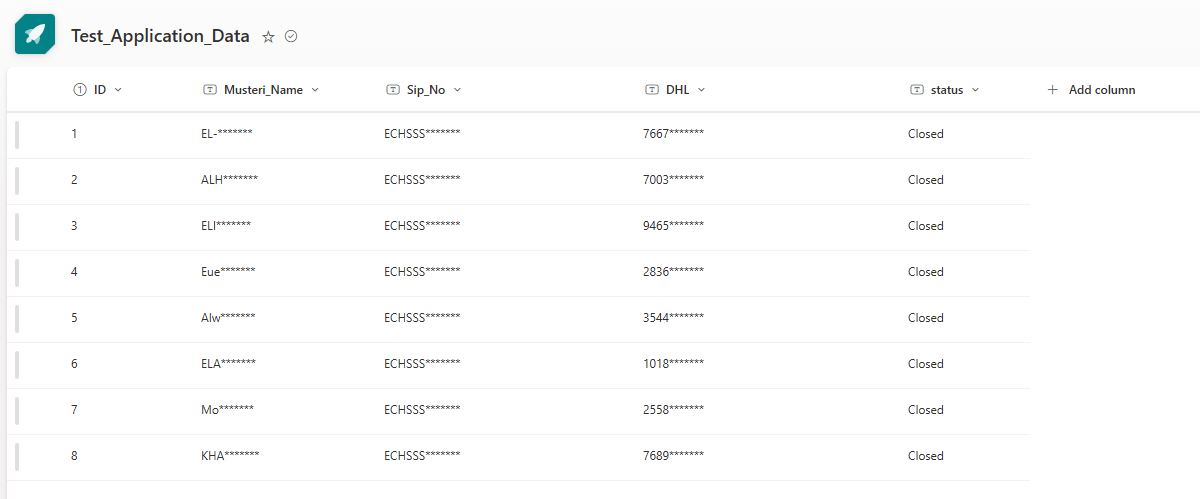 Test_Application_Data
ID Musteri_Name Sip_No DHL status + Add column
1 EL-******* ECHSSS******* 7667******* Closed
2 ALH******* ECHSSS******* 7003******* Closed
3 ELI******* ECHSSS******* 9465******* Closed
4 Eue******* ECHSSS******* 2836******* Closed
5 Alw******* ECHSSS******* 3544******* Closed
6 ELA******* ECHSSS******* 1018******* Closed
7 Mo******* ECHSSS******* 2558******* Closed
8 KHA******* ECHSSS******* 7689******* Closed